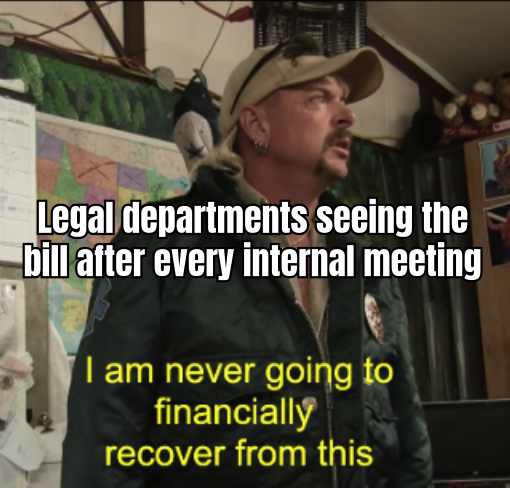 Legal departments seeing the
bill after every internal meeting
I am never going to
financially
recover from this